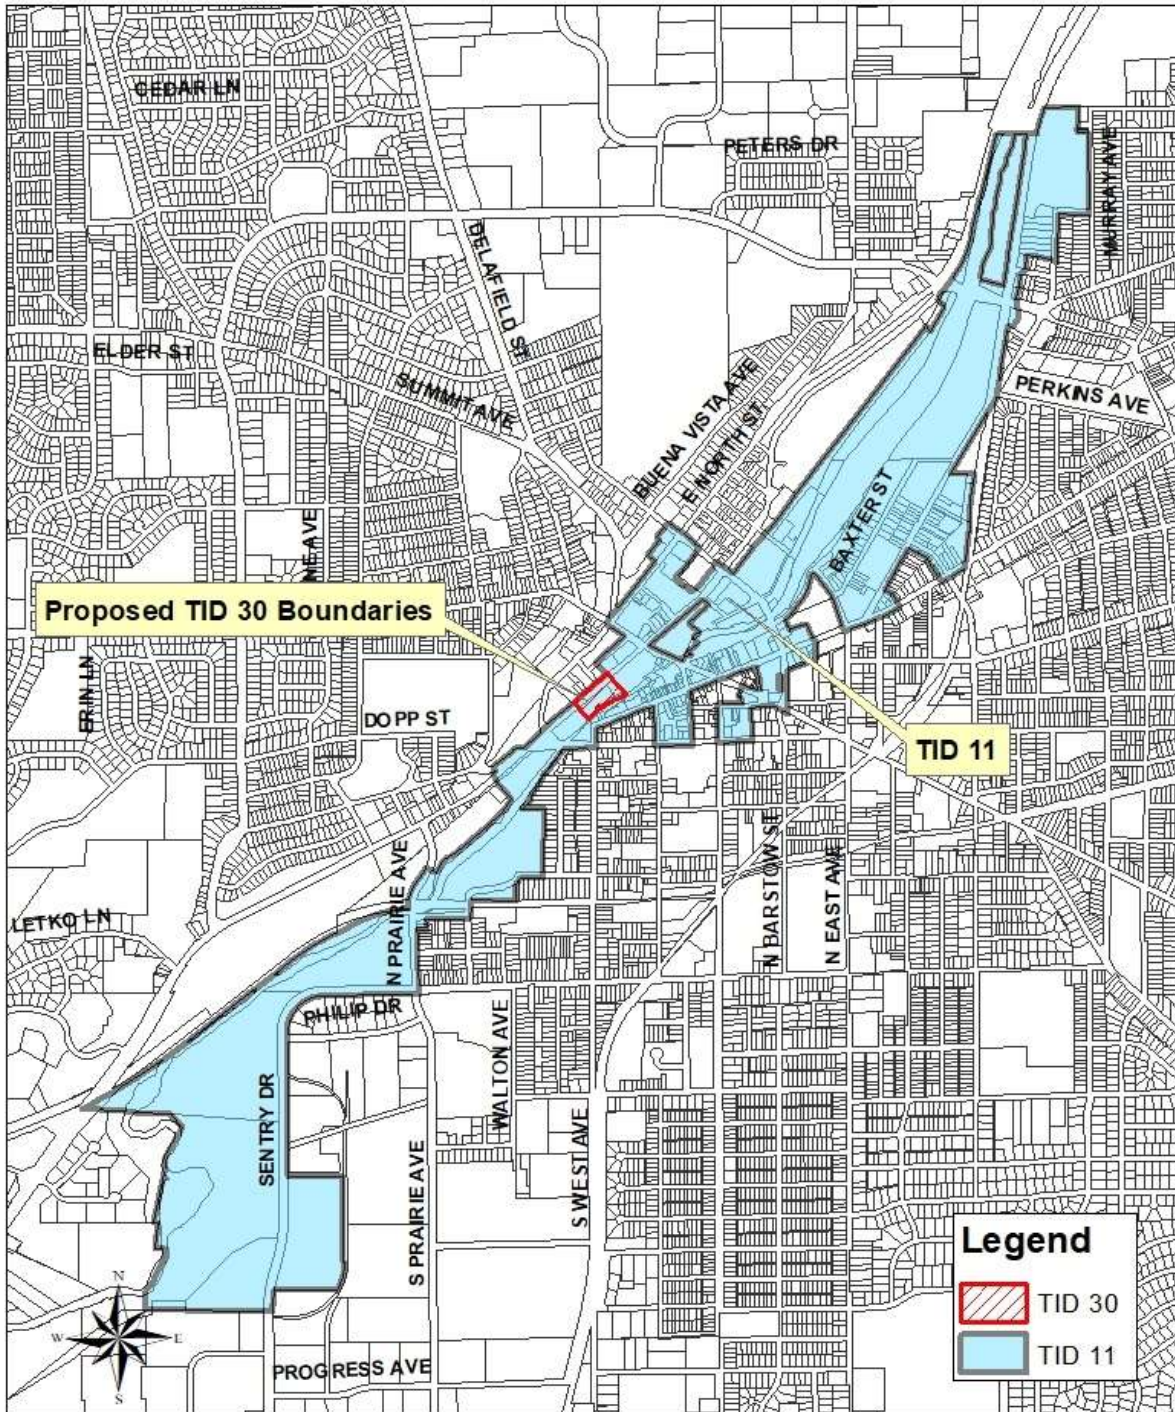 CEDAR LN
PETERS DR
MURRAY AVE
DELAFIELD ST
ELDER ST
SUMMIT AVE
PERKINS AVE
BUENA VISTA AVE
E NORTH ST
BAXTER ST
NE AVE
Proposed TID 30 Boundaries
ERIN LN
DOPP ST
TID 11
N PRAIRIE AVE
N BARSTOW ST
N EAST AVE
LETKO LN
PHILIP DR
WALTON AVE
SENTRY DR
S PRAIRIE AVE
S WEST AVE
Legend
TID 30
TID 11
N
W
E
S
PROGRESS AVE